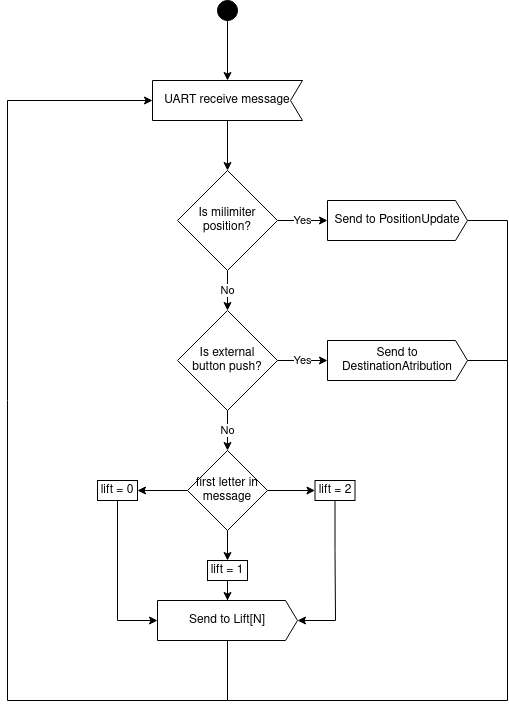 UART receive message
Is milimiter
position?
Yes
Send to PositionUpdate
No
Is external
button push?
Yes
Send to
DestinationAtribution
No
first letter in
message
lift = 0
lift = 2
lift = 1
Send to Lift[N]